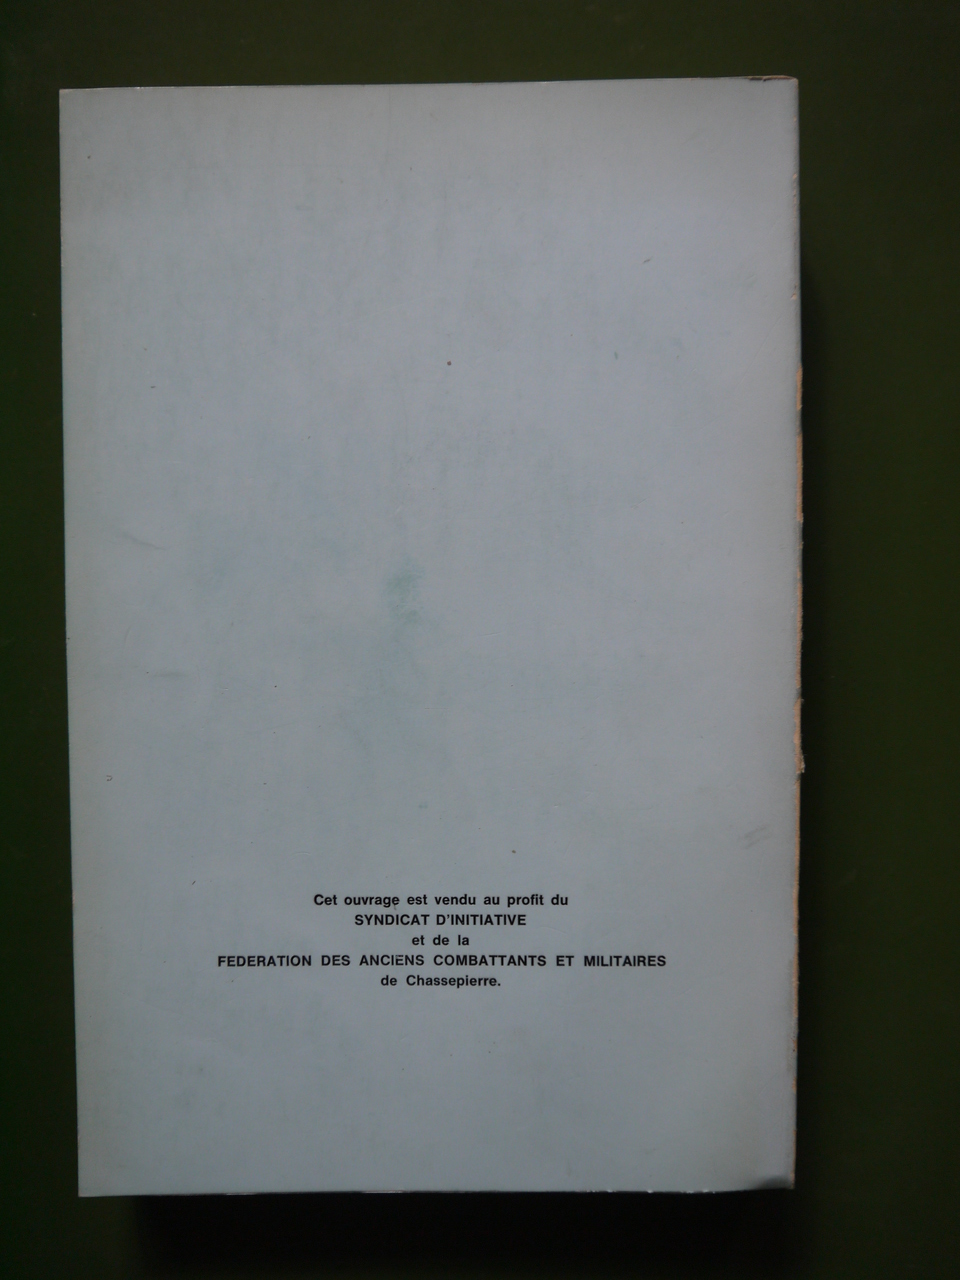 Cet ouvrage est vendu au profit du
SYNDICAT D'INITIATIVE
et de la
FEDERATION DES ANCIENS COMBATTANTS ET MILITAIRES
de Chassepierre.